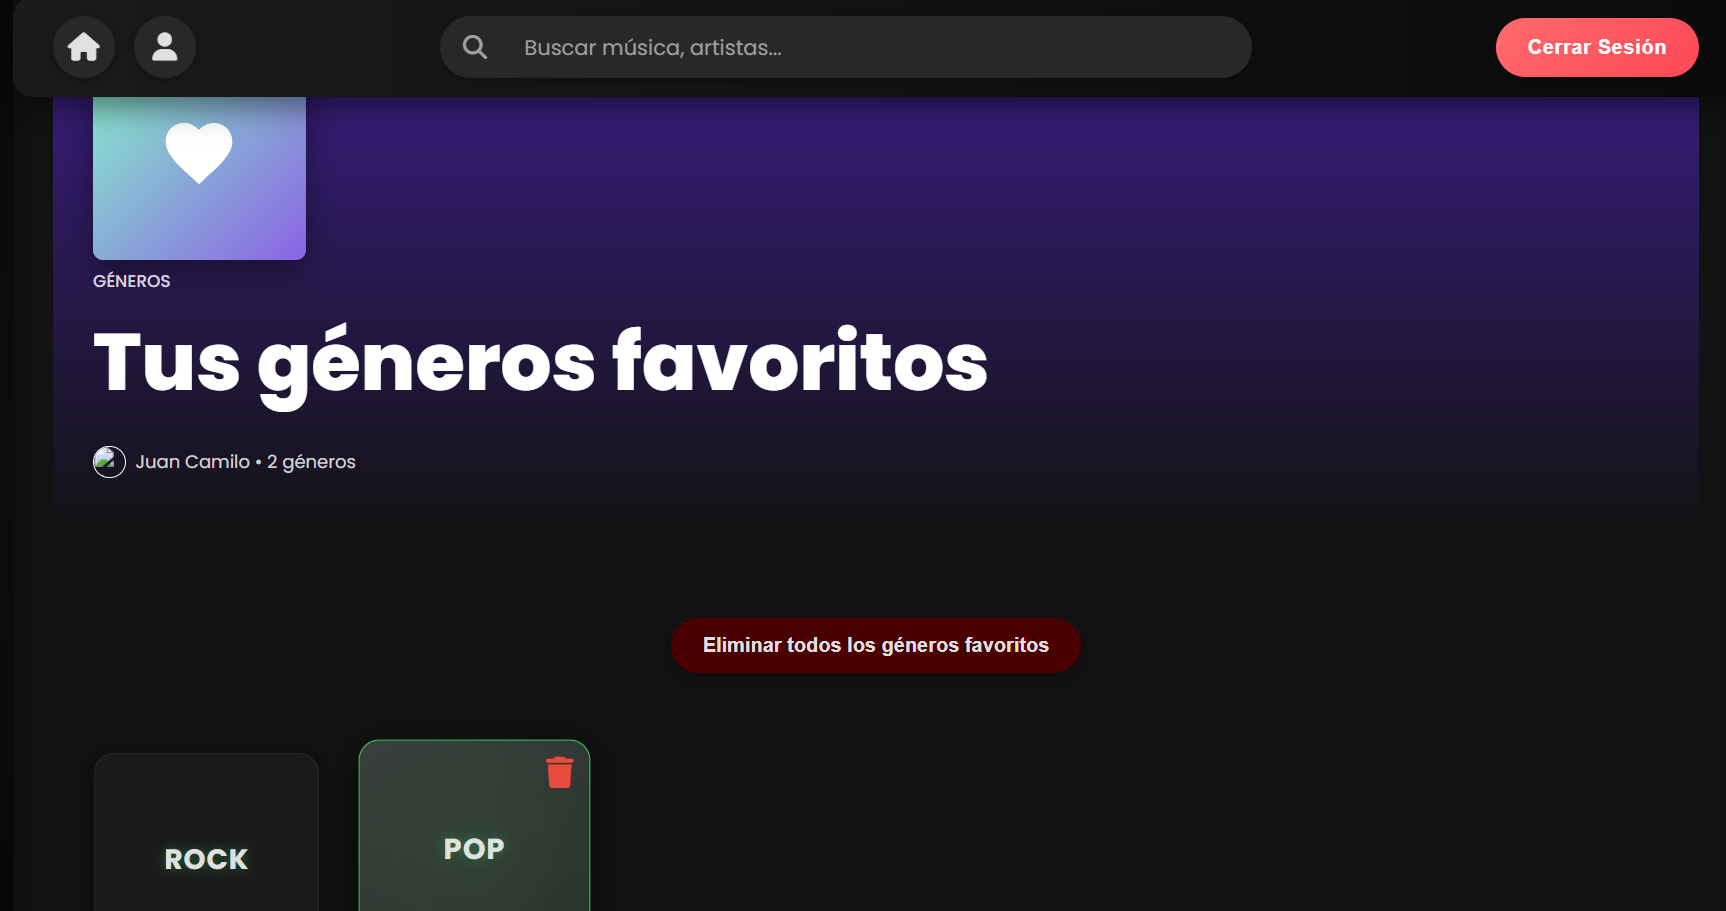 Buscar música, artistas...
Cerrar Sesión
GÉNEROS
Tus géneros favoritos
Juan Camilo • 2 géneros
Eliminar todos los géneros favoritos
ROCK
POP